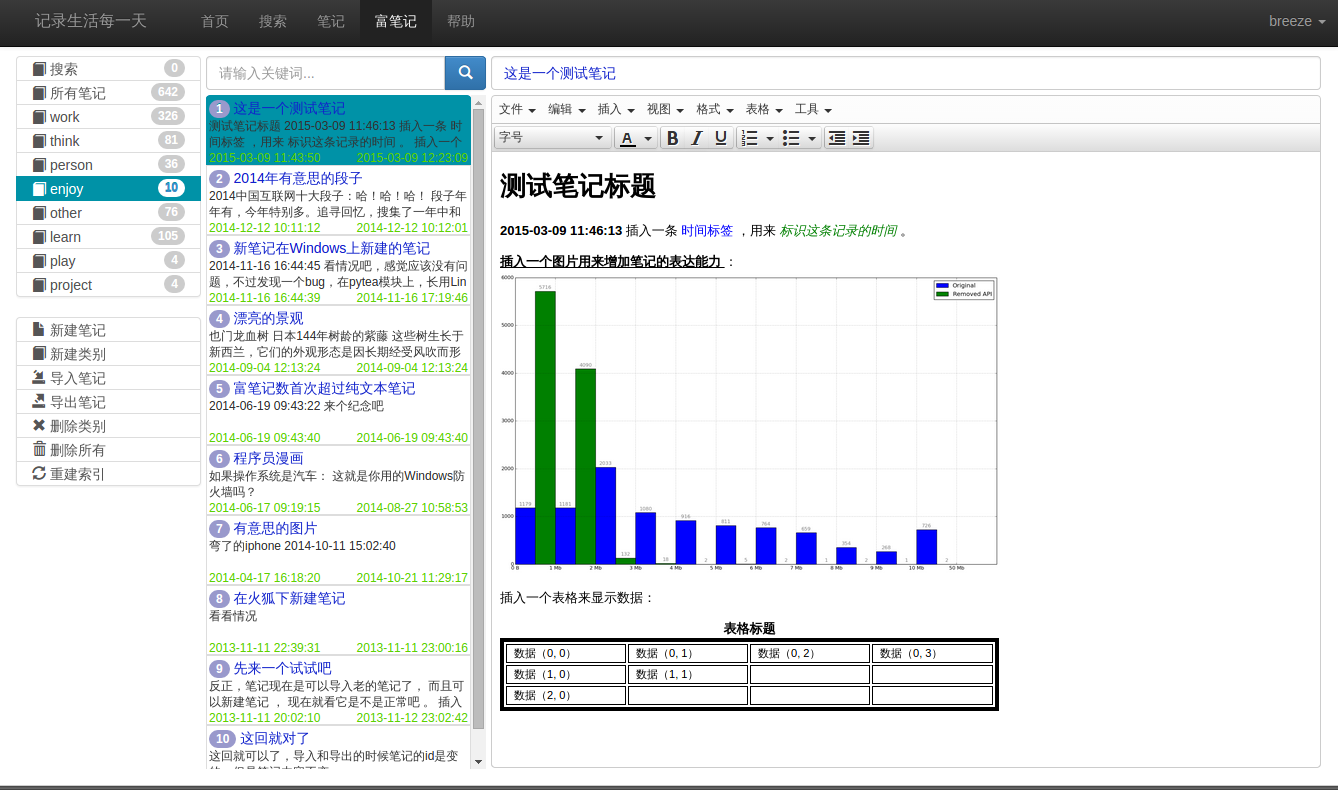 记录生活每一天 首页 搜索 笔记 富笔记 帮助 breeze
搜索 0
所有笔记 642
work 326
think 81
person 36
enjoy 10
other 76
learn 105
play 4
project 4
新建笔记
新建类别
导入笔记
导出笔记
删除类别
删除所有
重建索引
请输入关键词...
1 这是一个测试笔记
测试笔记标题 2015-03-09 11:46:13 插入一条 时
间标签 ，用来 标识这条记录的时间 。 插入一个
2015-03-09 11:43:50 2015-03-09 12:23:09
2 2014年有意思的段子
2014中国互联网十大段子：哈！哈！哈！ 段子年
年有，今年特别多。追寻回忆，搜集了一年中和
2014-12-12 10:11:12 2014-12-12 10:12:01
3 新笔记在Windows上新建的笔记
2014-11-16 16:44:45 看情况吧，感觉应该没有问
题，不过发现一个bug，在pytea模块上，长用Lin
2014-11-16 16:44:39 2014-11-16 17:19:46
4 漂亮的景观
也门龙血树 日本144年树龄的紫藤 这些树生长于
新西兰，它们的外观形态是因长期经受风吹而形
2014-09-04 12:13:24 2014-09-04 12:13:24
5 富笔记数首次超过纯文本笔记
2014-06-19 09:43:22 来个纪念吧
2014-06-19 09:43:40 2014-06-19 09:43:40
6 程序员漫画
如果操作系统是汽车： 这就是你用的Windows防
火墙吗？
2014-06-17 09:19:15 2014-08-27 10:58:53
7 有意思的图片
弯了的iphone 2014-10-11 15:02:40
2014-04-17 16:18:20 2014-10-21 11:29:17
8 在火狐下新建笔记
看看情况
2013-11-11 22:39:31 2013-11-11 23:00:16
9 先来一个试试吧
反正，笔记现在是可以导入老的笔记了， 而且可
以新建笔记 ， 现在就看它是不是正常吧 。 插入
2013-11-11 20:02:10 2013-11-12 23:02:42
10 这回就对了
这回就可以了，导入和导出的时候笔记的id是变
这是一个测试笔记
文件 编辑 插入 视图 格式 表格 工具
字号 A B I U
测试笔记标题
2015-03-09 11:46:13 插入一条 时间标签 ，用来 标识这条记录的时间 。
插入一个图片用来增加笔记的表达能力 ：
Original
Removed API
6000
5000
4000
3000
2000
1000
0
1179 5716 1181 4099 2033 132 1080 18 916 2 811 5 764 2 659 1 354 2 268 1 726 2
0 B 1 Mb 2 Mb 3 Mb 4 Mb 5 Mb 6 Mb 7 Mb 8 Mb 9 Mb 10 Mb 50 Mb
插入一个表格来显示数据：
表格标题
数据（0, 0） 数据（0, 1） 数据（0, 2） 数据（0, 3）
数据（1, 0） 数据（1, 1）
数据（2, 0）